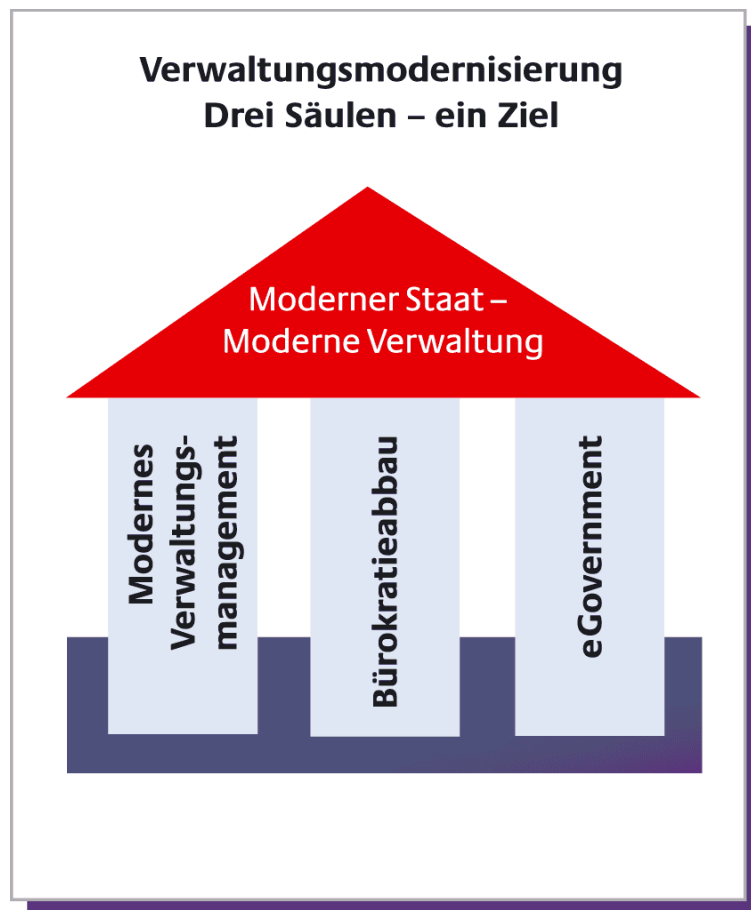 Verwaltungsmodernisierung
Drei Säulen – ein Ziel
Moderner Staat –
Moderne Verwaltung
Modernes
Verwaltungs-
management
Bürokratieabbau
eGovernment